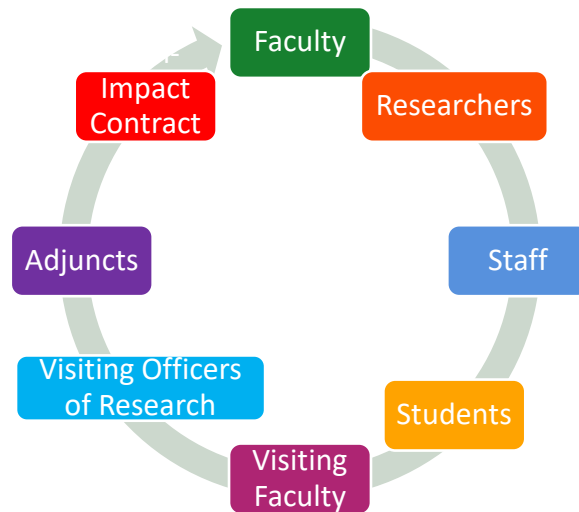 Faculty
Researchers
Staff
Students
Visiting
Faculty
Visiting Officers
of Research
Adjuncts
Impact
Contract